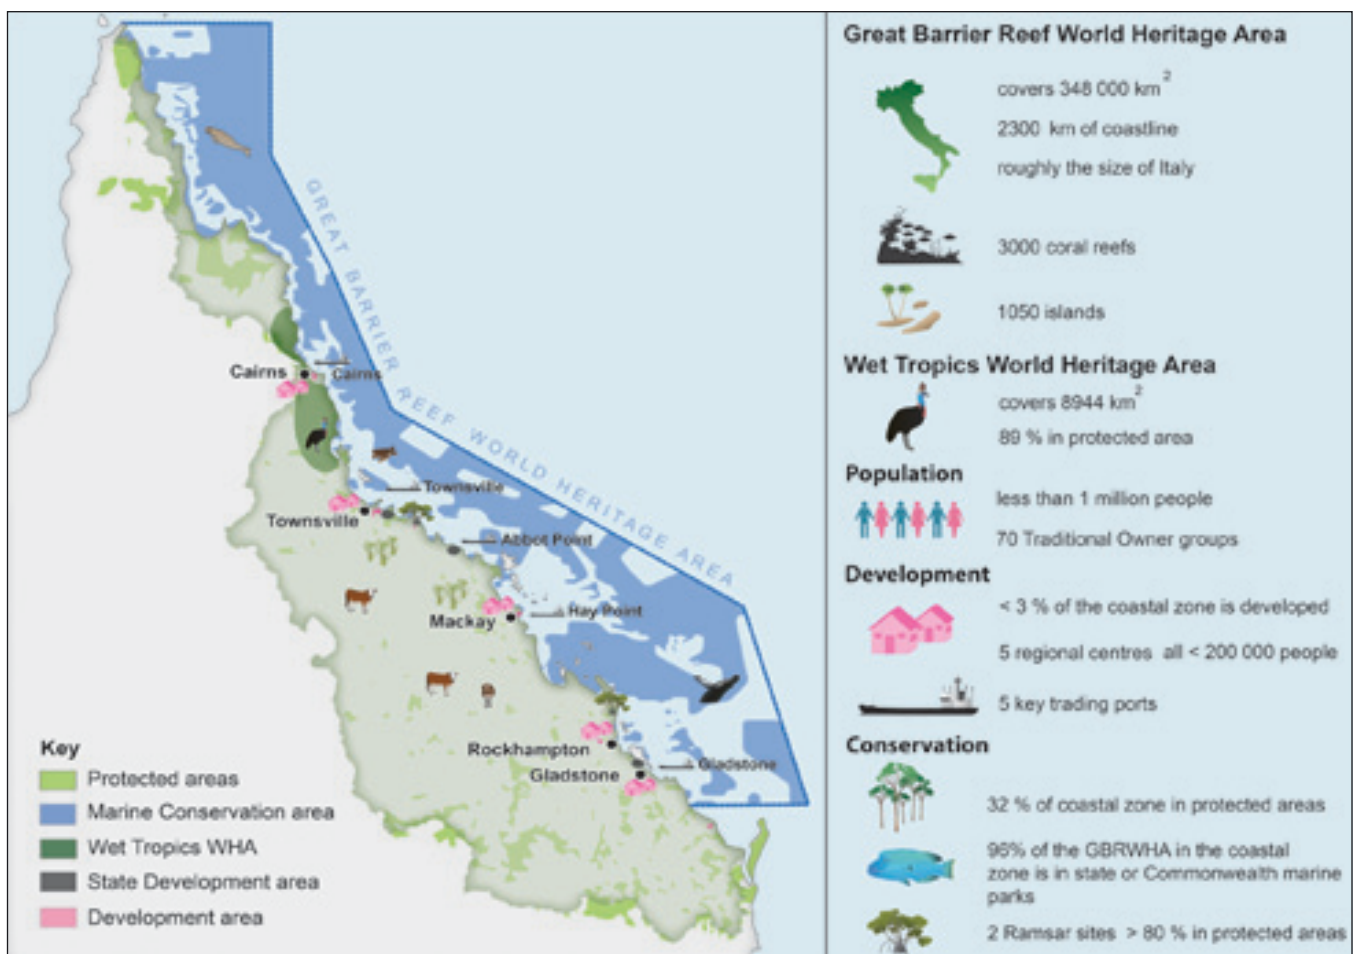 GREAT BARRIER REEF WORLD HERITAGE AREA
Cairns
Cairns
Townsville
Townsville
Abbot Point
Hay Point
Mackay
Rockhampton
Gladstone
Gladstone
Key
Protected areas
Marine Conservation area
Wet Tropics WHA
State Development area
Development area
Great Barrier Reef World Heritage Area
covers 348 000 km²
2300 km of coastline
roughly the size of Italy
3000 coral reefs
1050 islands
Wet Tropics World Heritage Area
covers 8944 km²
89 % in protected area
Population
less than 1 million people
70 Traditional Owner groups
Development
< 3 % of the coastal zone is developed
5 regional centres all < 200 000 people
5 key trading ports
Conservation
32 % of coastal zone in protected areas
96% of the GBRWHA in the coastal
zone is in state or Commonwealth marine
parks
2 Ramsar sites > 80 % in protected areas